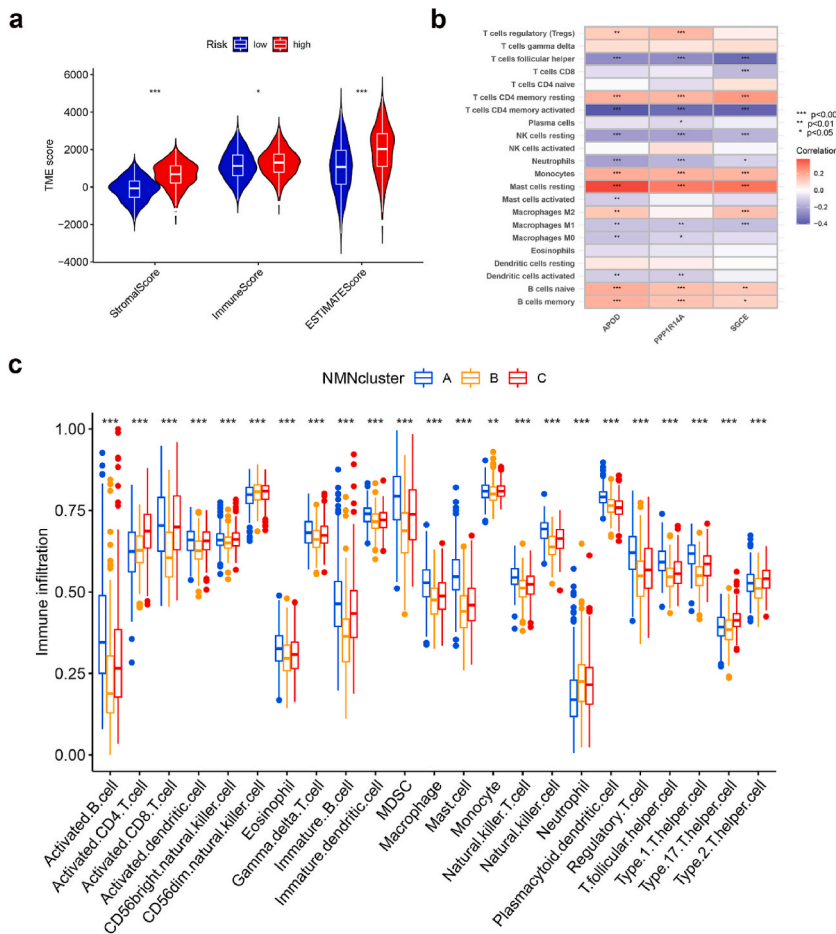 a
Risk low high
TME score
6000
4000
2000
0
−2000
−4000
***
*
***
StromalScore
ImmuneScore
ESTIMATEScore
b
T cells regulatory (Tregs) ** ***
T cells gamma delta
T cells follicular helper *** *** ***
T cells CD8 ***
T cells CD4 naive
T cells CD4 memory resting *** *** ***
T cells CD4 memory activated *** *** ***
Plasma cells *
NK cells resting *** *** ***
NK cells activated
Neutrophils *** *** *
Monocytes *** *** ***
Mast cells resting *** *** ***
Mast cells activated **
Macrophages M2 ** ***
Macrophages M1 ** ** ***
Macrophages M0 ** *
Eosinophils
Dendritic cells resting
Dendritic cells activated ** **
B cells naive *** *** **
B cells memory *** *** *
APOD
PPP1R14A
SGCE
*** p<0.00
** p<0.01
* p<0.05
Correlation
0.2
0.0
−0.2
−0.4
c
NMNcluster A B C
*** *** *** *** *** *** *** *** *** *** *** *** *** ** *** *** *** *** *** *** *** *** ***
Immune infiltration
1.00
0.75
0.50
0.25
0.00
Activated.B.cell
Activated.CD4.T.cell
Activated.CD8.T.cell
Activated.dendritic.cell
CD56bright.natural.killer.cell
CD56dim.natural.killer.cell
Eosinophil
Gamma.delta.T.cell
Immature..B.cell
Immature.dendritic.cell
MDSC
Macrophage
Mast.cell
Monocyte
Natural.killer.T.cell
Natural.killer.cell
Neutrophil
Plasmacytoid.dendritic.cell
Regulatory.T.cell
T.follicular.helper.cell
Type.1.T.helper.cell
Type.17.T.helper.cell
Type.2.T.helper.cell